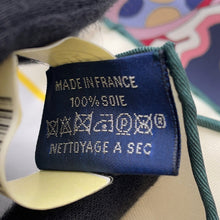 MADE IN FRANCE
100% SOIE
NETTOYAGE A SEC